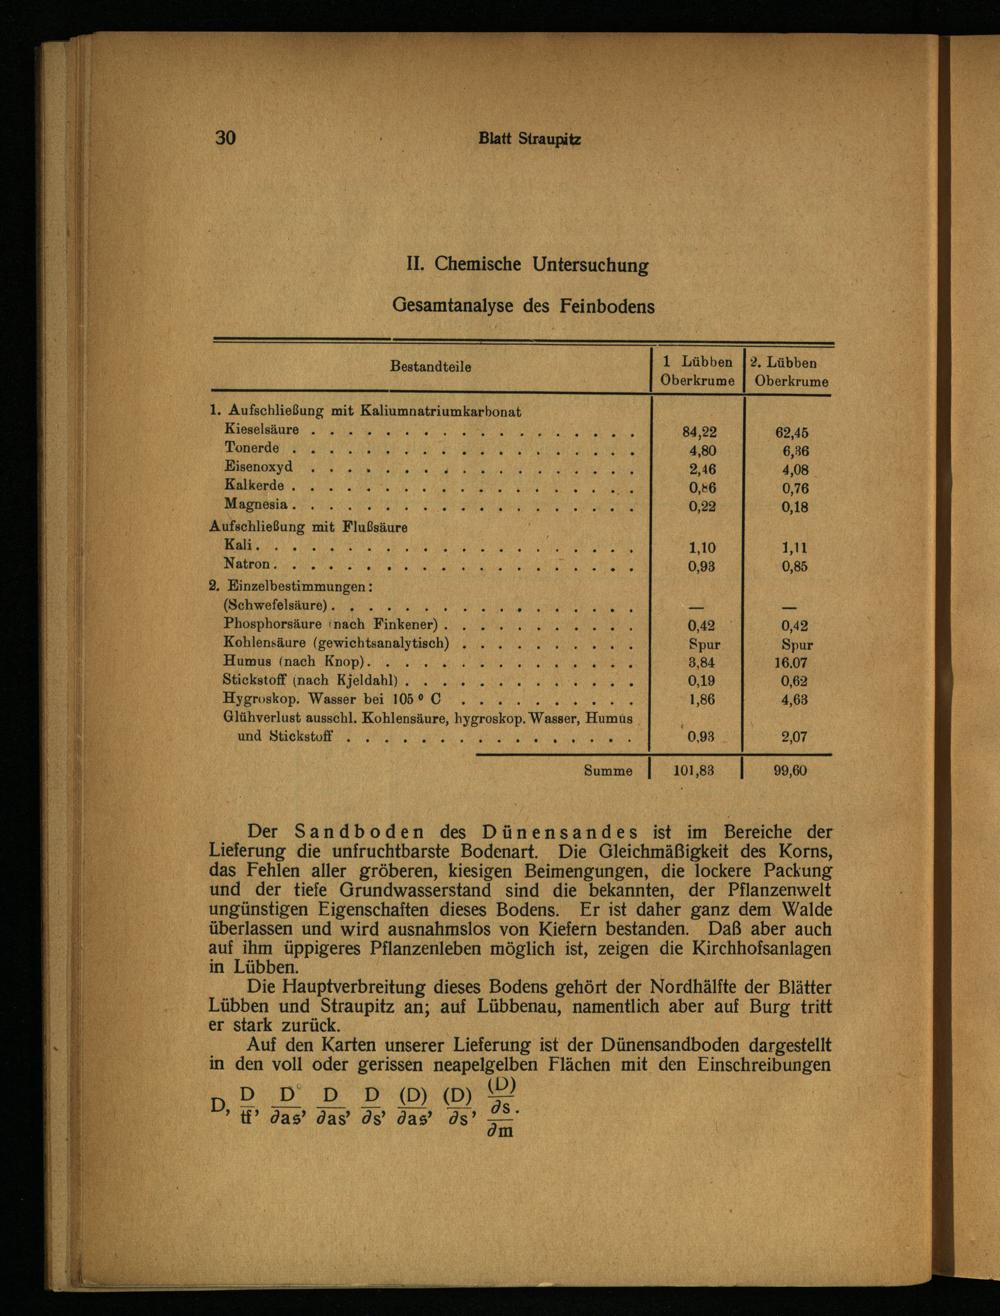 30 Blatt Straupitz
II. Chemische Untersuchung
Gesamtanalyse des Feinbodens
Bestandteile | 1 Lübben Oberkrume | 2. Lübben Oberkrume
1. Aufschließung mit Kaliumnatriumkarbonat
Kieselsäure . . . . . . . . . . . . . . . . . . 84,22 62,45
Tonerde . . . . . . . . . . . . . . . . . . . 4,80 6,36
Eisenoxyd . . . . . . . . . . . . . . . . . . 2,46 4,08
Kalkerde . . . . . . . . . . . . . . . . . . . 0,86 0,76
Magnesia . . . . . . . . . . . . . . . . . . . 0,22 0,18
Aufschließung mit Flußsäure
Kali . . . . . . . . . . . . . . . . . . . . . 1,10 1,11
Natron . . . . . . . . . . . . . . . . . . . . 0,93 0,85
2. Einzelbestimmungen:
(Schwefelsäure) . . . . . . . . . . . . . . . . . — —
Phosphorsäure (nach Finkener) . . . . . . . . . . . 0,42 0,42
Kohlensäure (gewichtsanalytisch) . . . . . . . . . . Spur Spur
Humus (nach Knop) . . . . . . . . . . . . . . . 3,84 16.07
Stickstoff (nach Kjeldahl) . . . . . . . . . . . . . 0,19 0,62
Hygroskop. Wasser bei 105 ⁰ C . . . . . . . . . . 1,86 4,63
Glühverlust ausschl. Kohlensäure, hygroskop. Wasser, Humus
und Stickstoff . . . . . . . . . . . . . . . . 0,93 2,07
Summe 101,83 99,60
Der Sandboden des Dünensandes ist im Bereiche der
Lieferung die unfruchtbarste Bodenart. Die Gleichmäßigkeit des Korns,
das Fehlen aller gröberen, kiesigen Beimengungen, die lockere Packung
und der tiefe Grundwasserstand sind die bekannten, der Pflanzenwelt
ungünstigen Eigenschaften dieses Bodens. Er ist daher ganz dem Walde
überlassen und wird ausnahmslos von Kiefern bestanden. Daß aber auch
auf ihm üppigeres Pflanzenleben möglich ist, zeigen die Kirchhofsanlagen
in Lübben.
Die Hauptverbreitung dieses Bodens gehört der Nordhälfte der Blätter
Lübben und Straupitz an; auf Lübbenau, namentlich aber auf Burg tritt
er stark zurück.
Auf den Karten unserer Lieferung ist der Dünensandboden dargestellt
in den voll oder gerissen neapelgelben Flächen mit den Einschreibungen
D, D/tf, D/∂aş, D/∂as, D/∂s, (D)/∂aş, (D)/∂s, (D)/∂s/∂m.